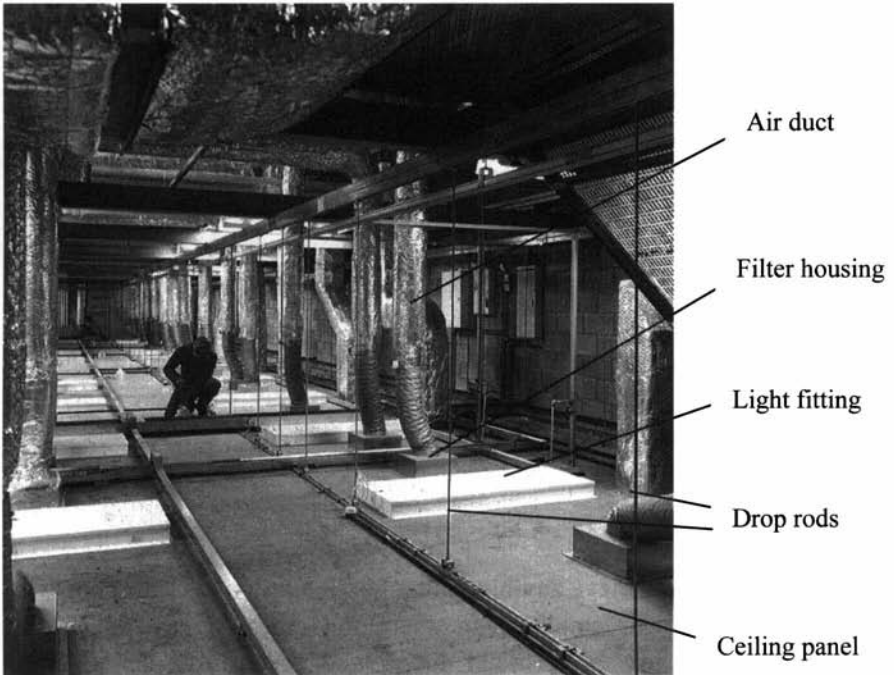 Air duct
Filter housing
Light fitting
Drop rods
Ceiling panel